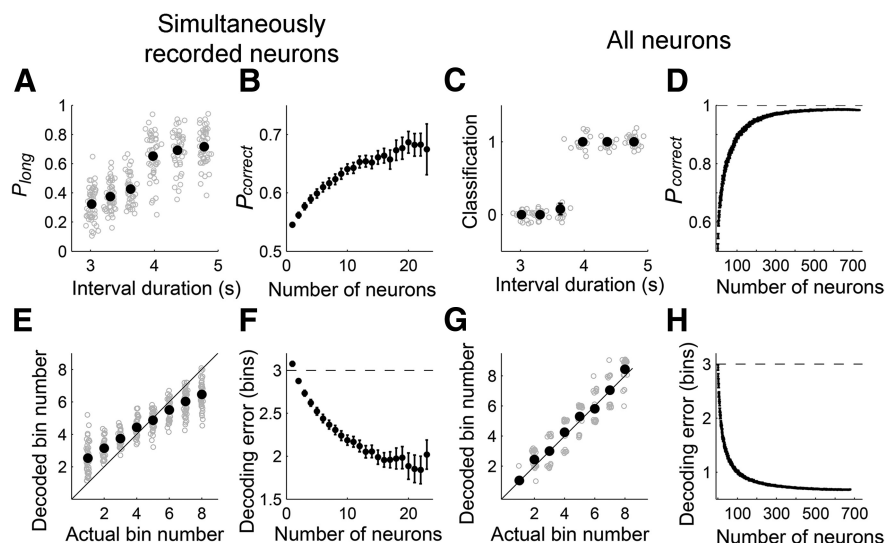 Simultaneously
recorded neurons
All neurons
A
B
C
D
P_long
1
0.8
0.6
0.4
0.2
0
3
4
5
Interval duration (s)
P_correct
0.7
0.6
0.5
0
10
20
Number of neurons
Classification
1
0
3
4
5
Interval duration (s)
P_correct
1
0.8
0.6
100
300
500
700
Number of neurons
E
F
G
H
Decoded bin number
8
6
4
2
2
4
6
8
Actual bin number
Decoding error (bins)
3
2.5
2
1.5
0
10
20
Number of neurons
Decoded bin number
8
6
4
2
2
4
6
8
Actual bin number
Decoding error (bins)
3
2
1
100
300
500
700
Number of neurons